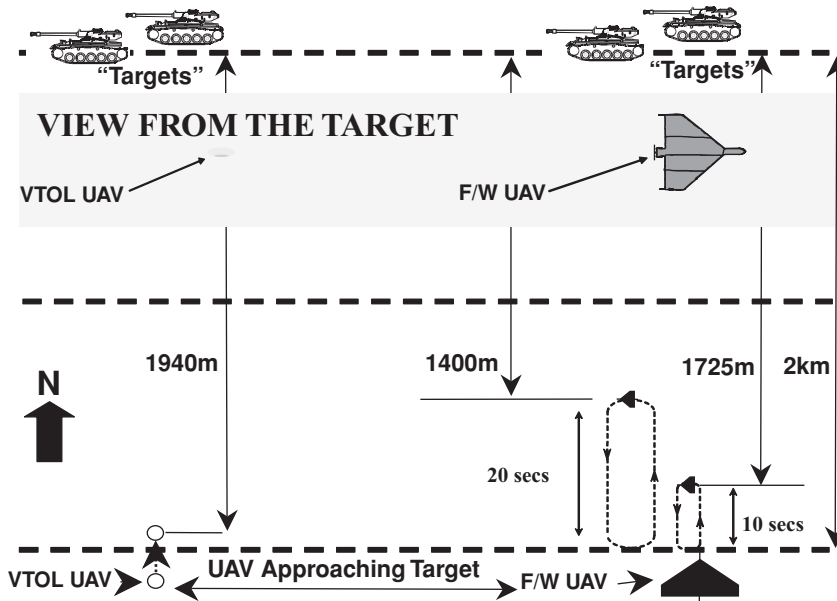 “Targets”
“Targets”
VIEW FROM THE TARGET
VTOL UAV
F/W UAV
1940m
1400m
1725m
2km
N
20 secs
10 secs
VTOL UAV
UAV Approaching Target
F/W UAV